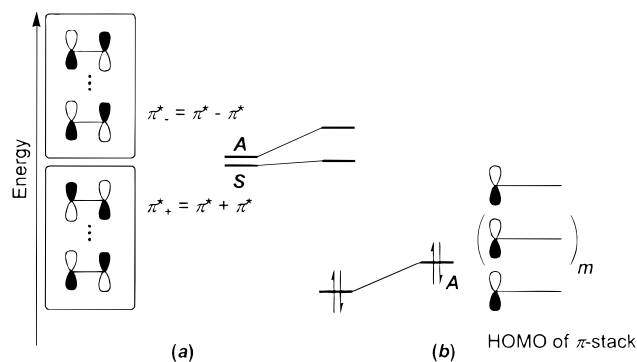 Energy
π*₋ = π* - π*
A
S
π*₊ = π* + π*
A
m
(a)
(b)
HOMO of π-stack